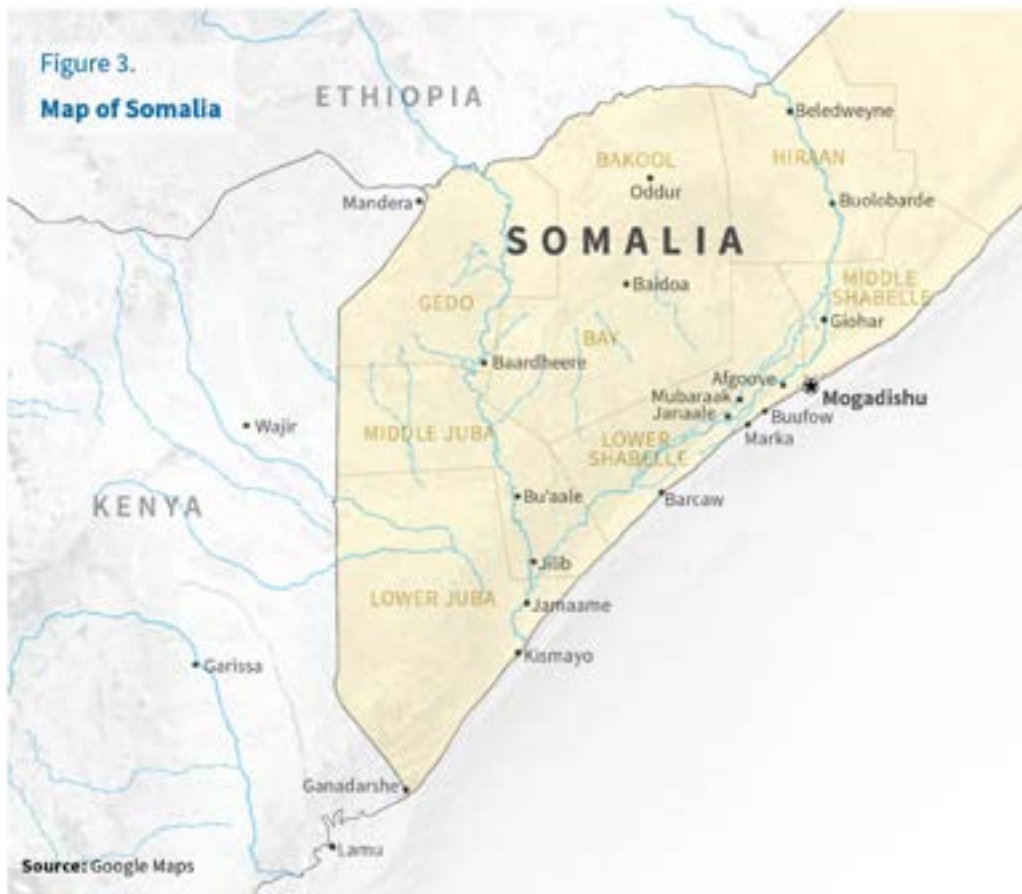 Figure 3.
Map of Somalia
ETHIOPIA
Beledweyne
BAKOOL
HIRAAN
Oddur
Mandera
Buolobarde
SOMALIA
Baidoa
MIDDLE
SHABELLE
GEDO
Giohar
BAY
Baardheere
Afgooye
Mogadishu
Mubaraak
Janaale
Buufow
Marka
Wajir
MIDDLE JUBA
LOWER
SHABELLE
KENYA
Bu'aale
Barcaw
Jilib
LOWER JUBA
Jamaame
Kismayo
Garissa
Ganadarshe
Lamu
Source: Google Maps